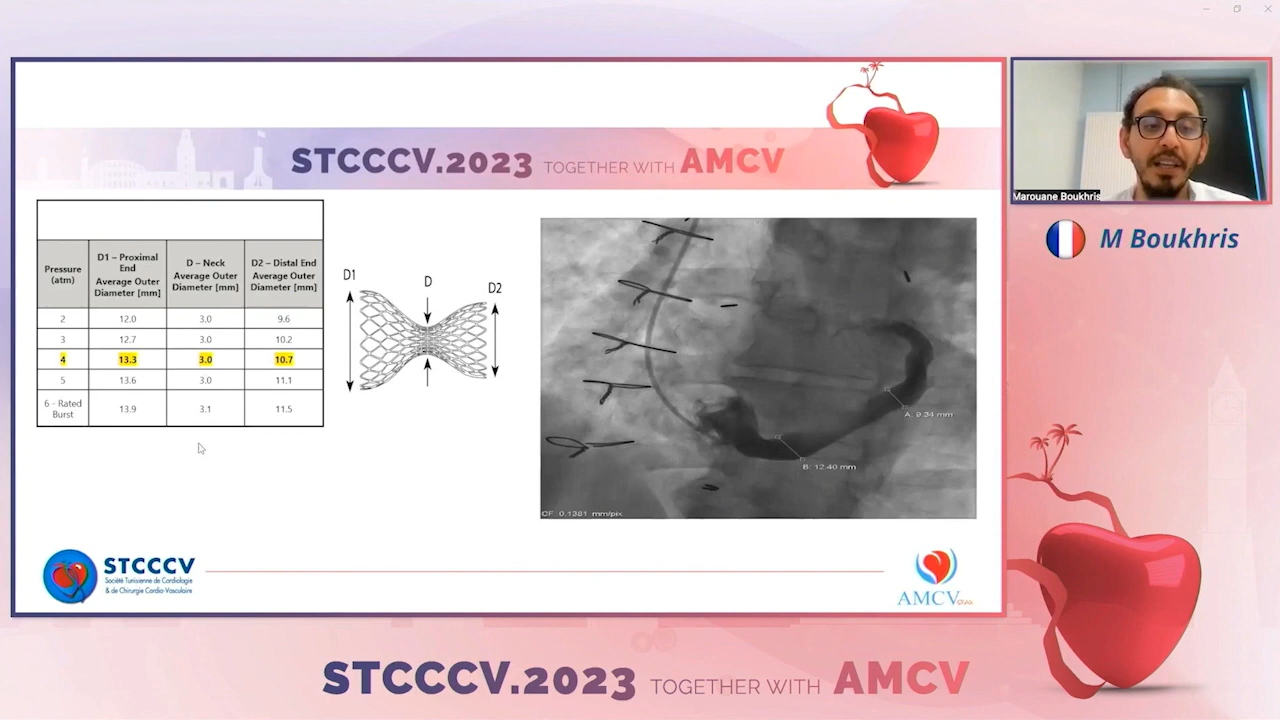 STCCCV.2023 TOGETHER WITH AMCV
Pressure (atm)
D1 – Proximal End Average Outer Diameter [mm]
D – Neck Average Outer Diameter [mm]
D2 – Distal End Average Outer Diameter [mm]
2 12.0 3.0 9.6
3 12.7 3.0 10.2
4 13.3 3.0 10.7
5 13.6 3.0 11.1
6 - Rated Burst 13.9 3.1 11.5
D1
D
D2
A: 9.34 mm
B: 12.40 mm
CF: 0.1381 mm/pix
STCCCV
Société Tunisienne de Cardiologie
& de Chirurgie Cardio-Vasculaire
AMCV
Marouane Boukhris
M Boukhris
STCCCV.2023 TOGETHER WITH AMCV